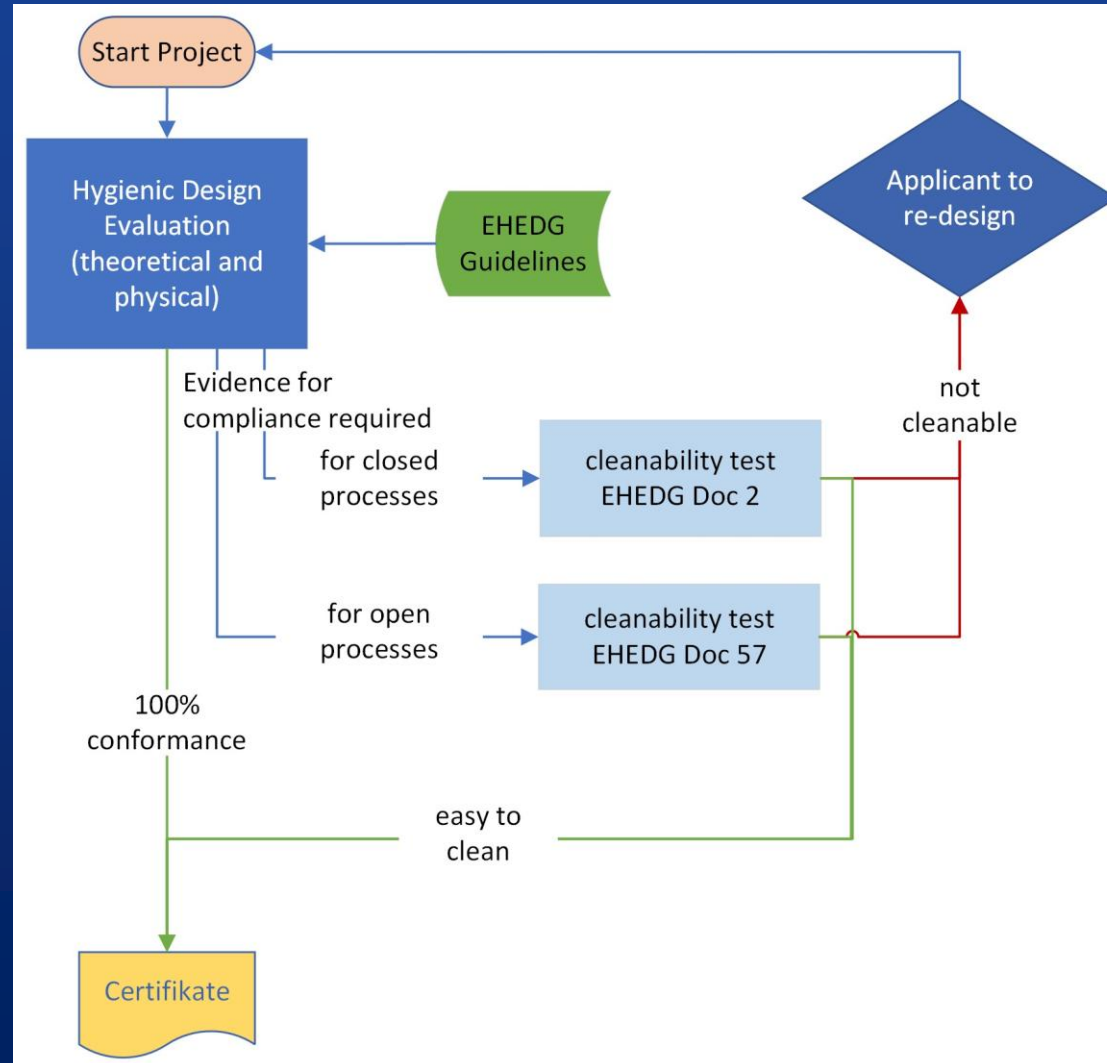 Start Project
Hygienic Design
Evaluation
(theoretical and
physical)
EHEDG
Guidelines
Applicant to
re-design
Evidence for
compliance required
not
cleanable
for closed
processes
cleanability test
EHEDG Doc 2
for open
processes
cleanability test
EHEDG Doc 57
100%
conformance
easy to
clean
Certifikate